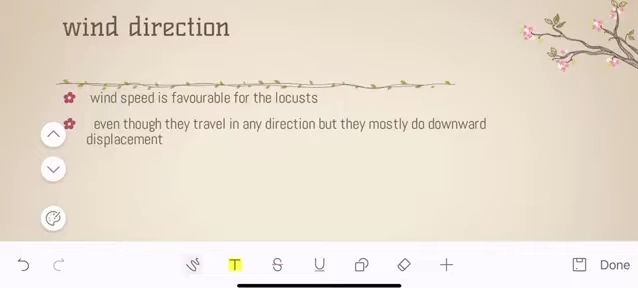 wind direction
wind speed is favourable for the locusts
even though they travel in any direction but they mostly do downward
displacement
T S U Done